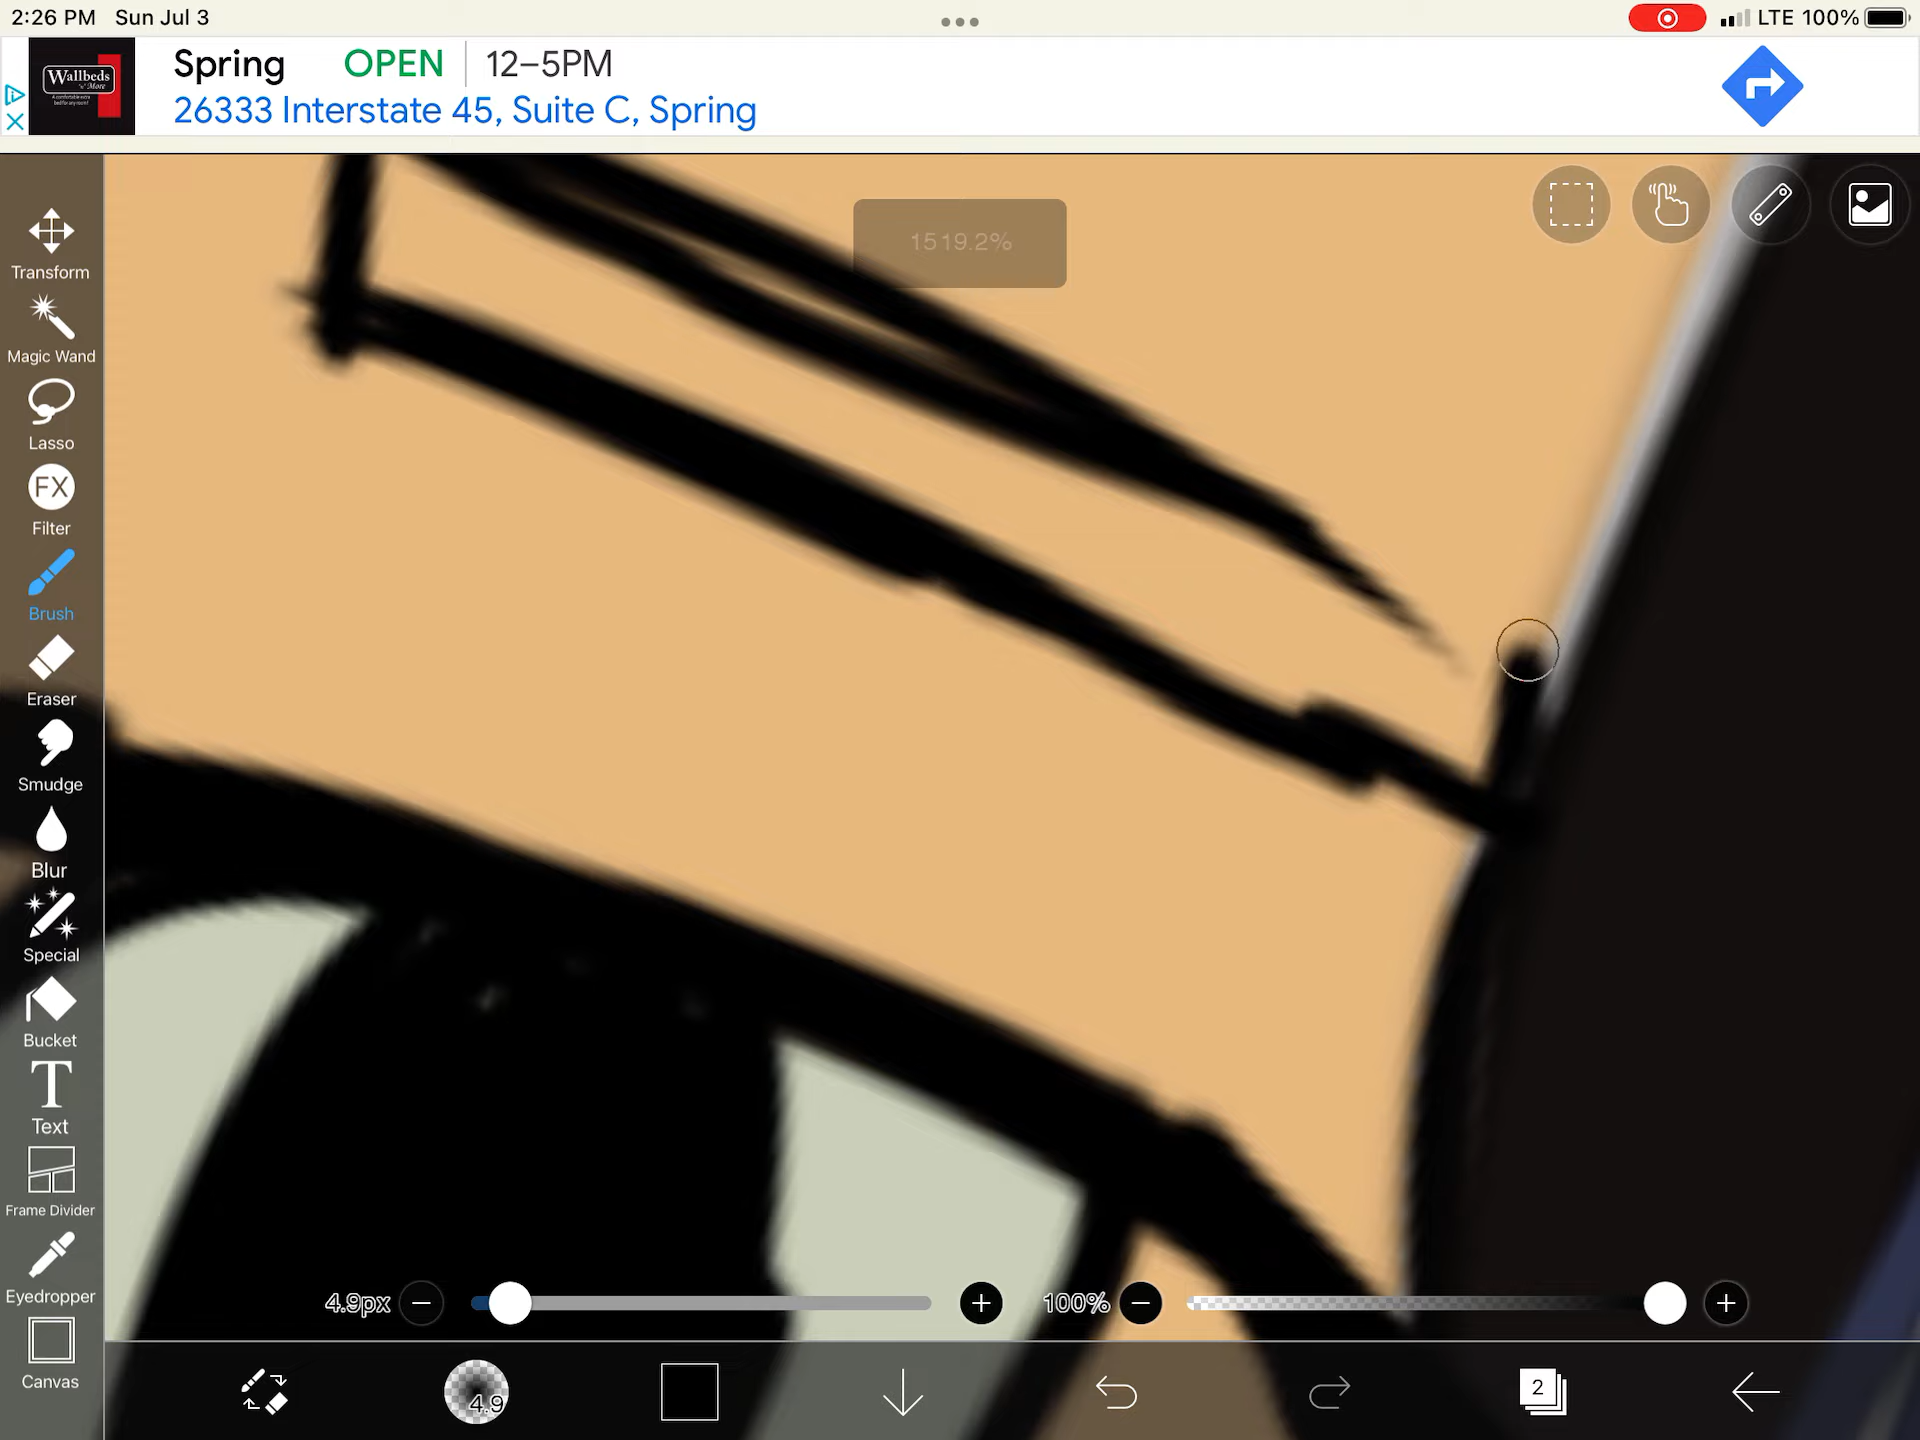 2:26 PM Sun Jul 3
LTE 100%
Wallbeds
'n' More
Spring OPEN 12–5PM
26333 Interstate 45, Suite C, Spring
1519.2%
Transform
Magic Wand
Lasso
FX
Filter
Brush
Eraser
Smudge
Blur
Special
Bucket
T
Text
Frame Divider
Eyedropper
Canvas
4.9px
100%
4.9
2